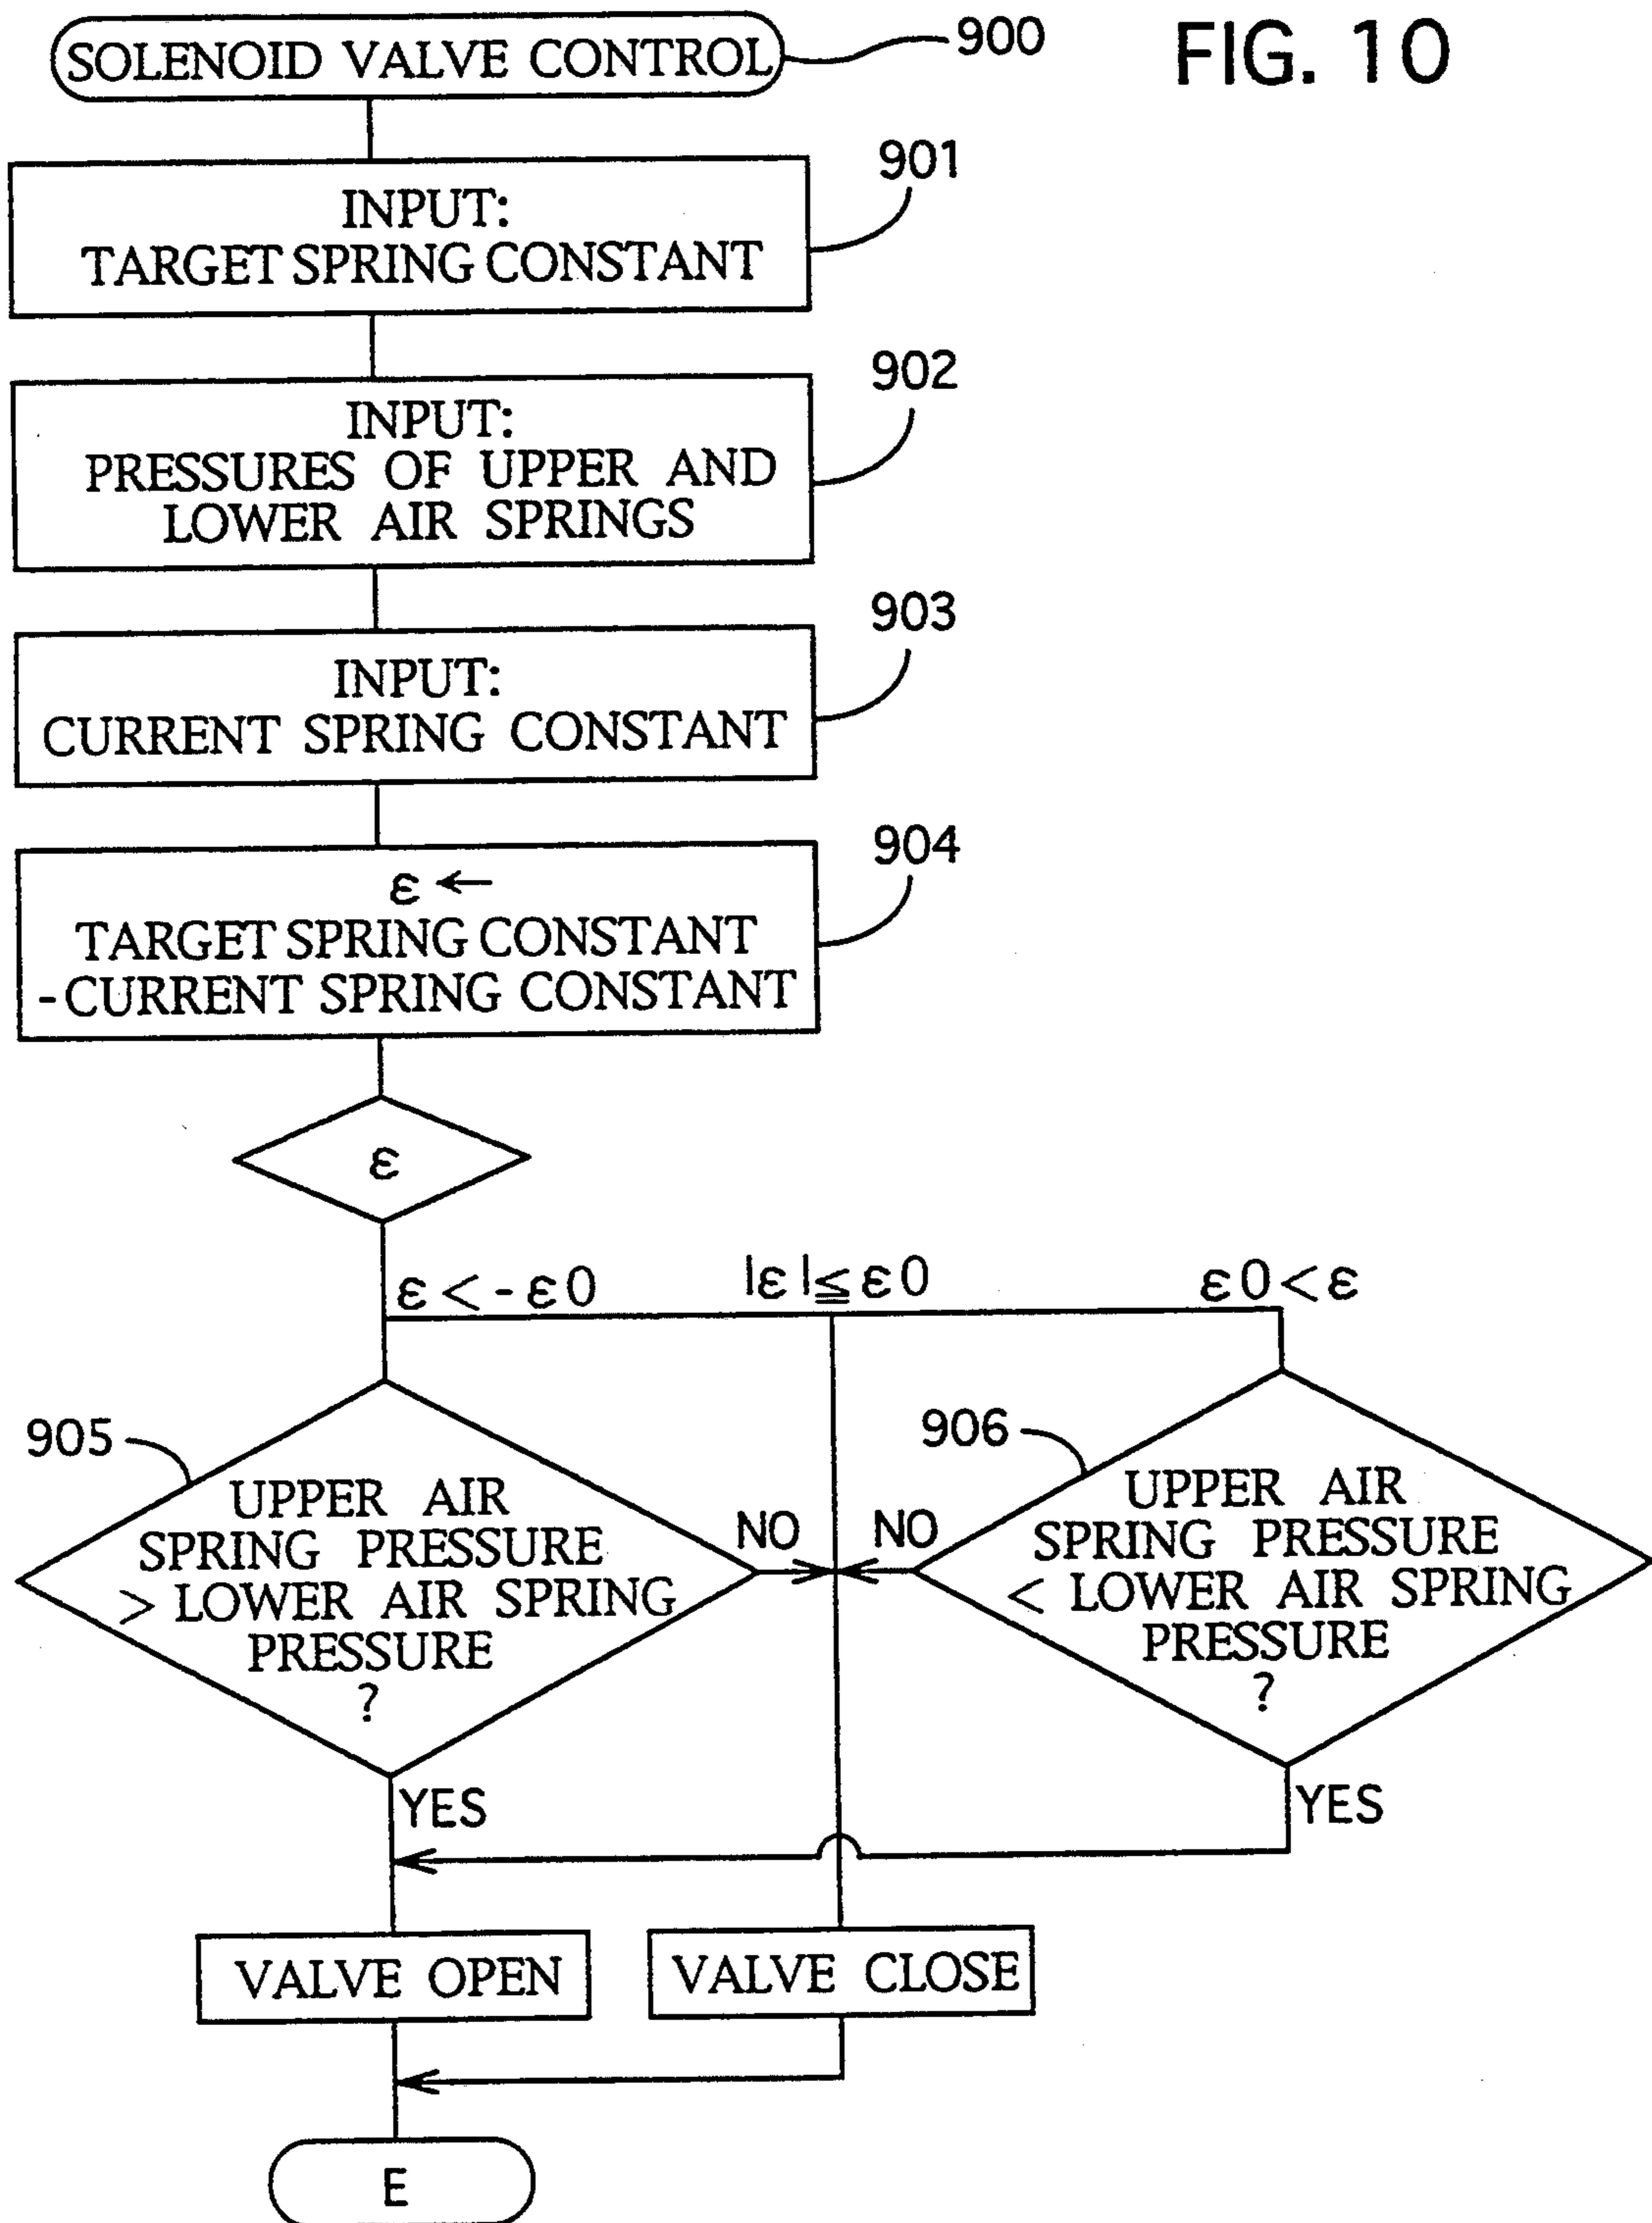 SOLENOID VALVE CONTROL
900
FIG. 10
901
INPUT:
TARGET SPRING CONSTANT
902
INPUT:
PRESSURES OF UPPER AND
LOWER AIR SPRINGS
903
INPUT:
CURRENT SPRING CONSTANT
904
ε ←
TARGET SPRING CONSTANT
-CURRENT SPRING CONSTANT
ε
ε < -ε0
|ε| ≦ ε0
ε0 < ε
905
UPPER AIR
SPRING PRESSURE
> LOWER AIR SPRING
PRESSURE
?
NO
NO
906
UPPER AIR
SPRING PRESSURE
< LOWER AIR SPRING
PRESSURE
?
YES
YES
VALVE OPEN
VALVE CLOSE
E